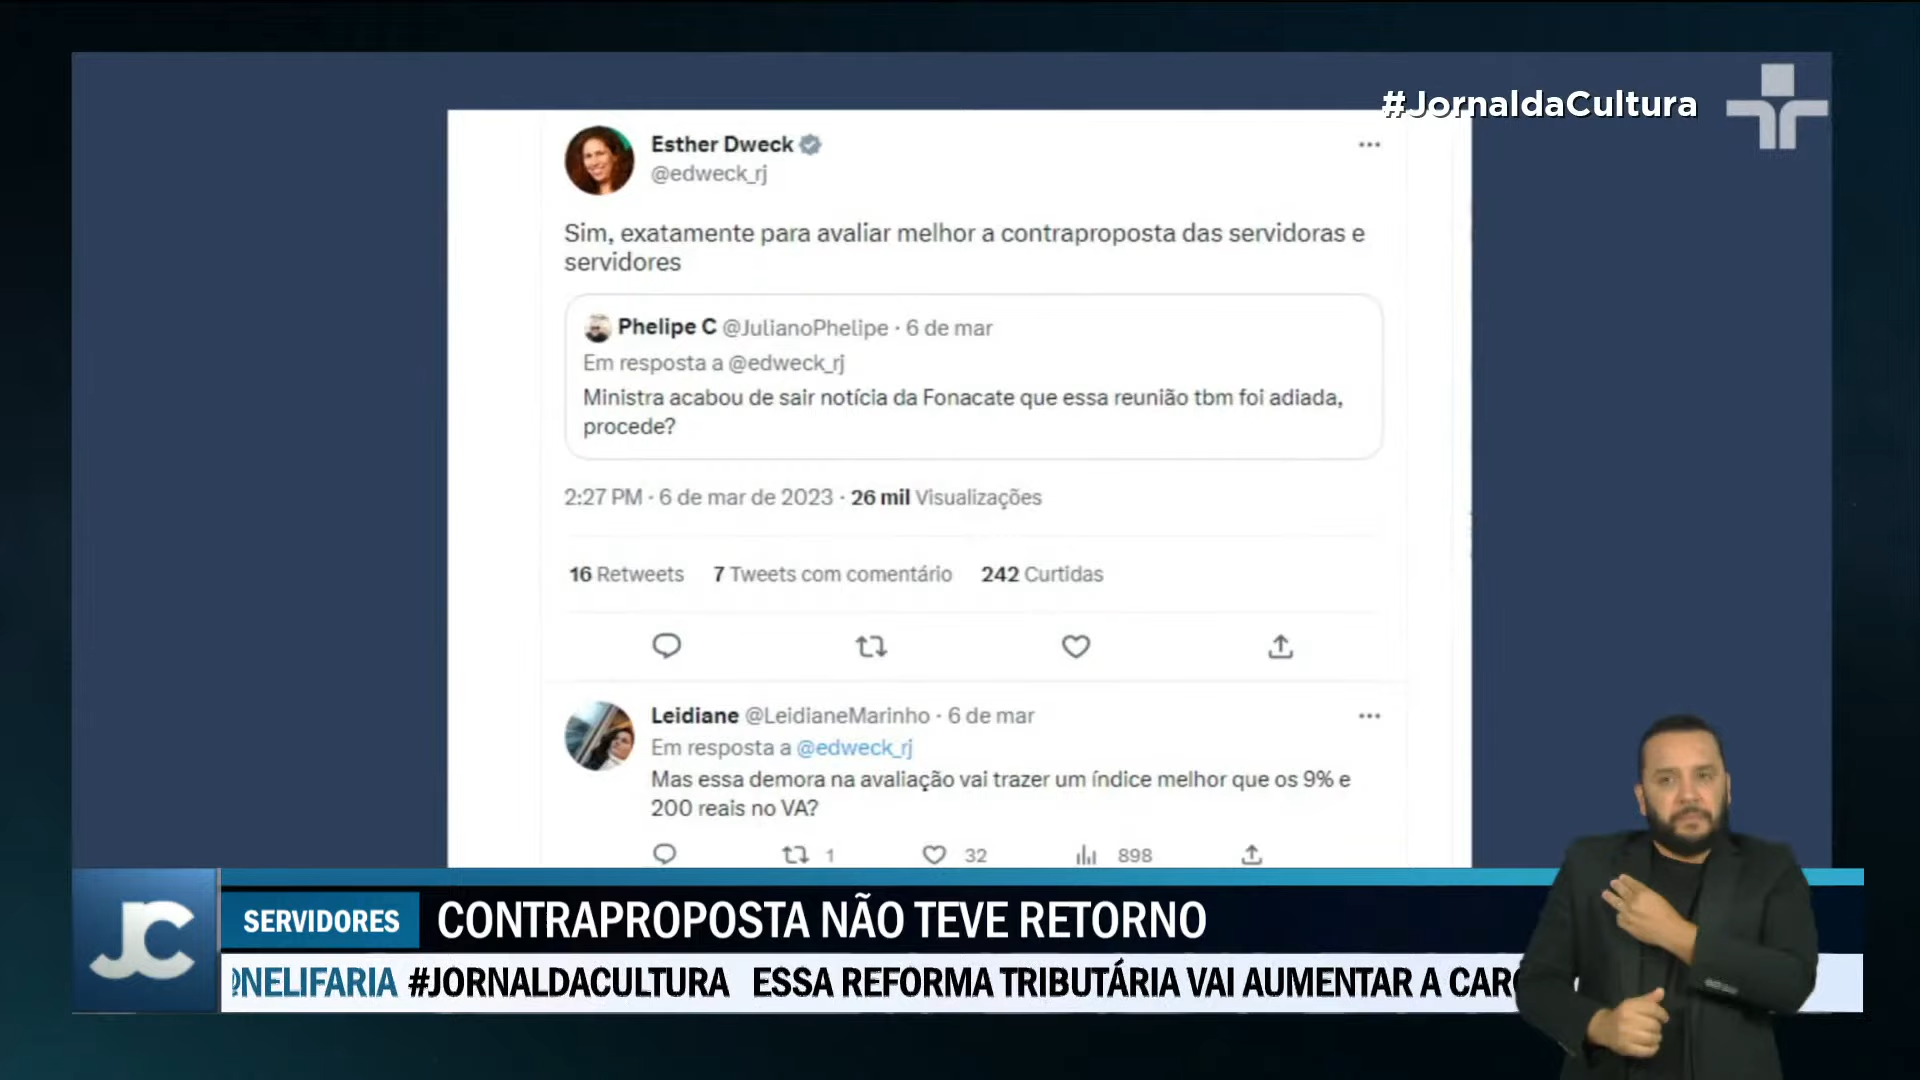 #JornaldaCultura
Esther Dweck
@edweck_rj
Sim, exatamente para avaliar melhor a contraproposta das servidoras e
servidores
Phelipe C @JulianoPhelipe · 6 de mar
Em resposta a @edweck_rj
Ministra acabou de sair notícia da Fonacate que essa reunião tbm foi adiada,
procede?
2:27 PM · 6 de mar de 2023 · 26 mil Visualizações
16 Retweets 7 Tweets com comentário 242 Curtidas
Leidiane @LeidianeMarinho · 6 de mar
Em resposta a @edweck_rj
Mas essa demora na avaliação vai trazer um índice melhor que os 9% e
200 reais no VA?
1 32 898
JC
SERVIDORES
CONTRAPROPOSTA NÃO TEVE RETORNO
@NELIFARIA #JORNALDACULTURA ESSA REFORMA TRIBUTÁRIA VAI AUMENTAR A